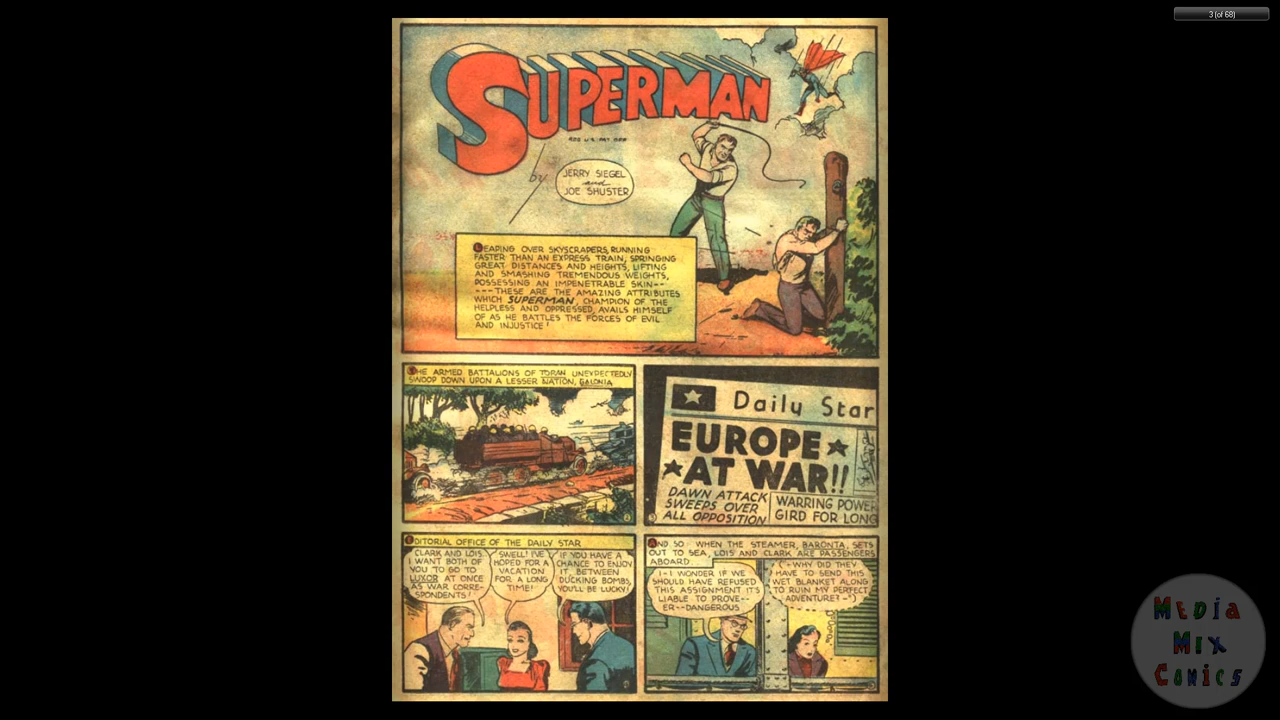 3 (of 68)
SUPERMAN
REG. U.S. PAT. OFF.
by
JERRY SIEGEL
and
JOE SHUSTER
LEAPING OVER SKYSCRAPERS, RUNNING
FASTER THAN AN EXPRESS TRAIN, SPRINGING
GREAT DISTANCES AND HEIGHTS, LIFTING
AND SMASHING TREMENDOUS WEIGHTS,
POSSESSING AN IMPENETRABLE SKIN--
---THESE ARE THE AMAZING ATTRIBUTES
WHICH SUPERMAN, CHAMPION OF THE
HELPLESS AND OPPRESSED, AVAILS HIMSELF
OF AS HE BATTLES THE FORCES OF EVIL
AND INJUSTICE!
THE ARMED BATTALIONS OF TORAN UNEXPECTEDLY
SWOOP DOWN UPON A LESSER NATION, GALONIA
Daily Star
EUROPE
AT WAR!!
DAWN ATTACK
SWEEPS OVER
ALL OPPOSITION
WARRING POWER
GIRD FOR LONG
EDITORIAL OFFICE OF THE DAILY STAR
CLARK AND LOIS,
I WANT BOTH OF
YOU TO GO TO
LUXOR AT ONCE
AS WAR CORRE-
SPONDENTS!
SWELL! I'VE
HOPED FOR A
VACATION
FOR A LONG
TIME!
IF YOU HAVE A
CHANCE TO ENJOY
IT, BETWEEN
DUCKING BOMBS,
YOU'LL BE LUCKY!
AND SO WHEN THE STEAMER, BARONTA, SETS
OUT TO SEA, LOIS AND CLARK ARE PASSENGERS
ABOARD
I-I WONDER IF WE
SHOULD HAVE REFUSED
THIS ASSIGNMENT IT'S
LIABLE TO PROVE--
ER--DANGEROUS
("-WHY DID THEY
HAVE TO SEND THIS
WET BLANKET ALONG
TO RUIN MY PERFECT
ADVENTURE?-")
MEDIA
MIX
COMICS